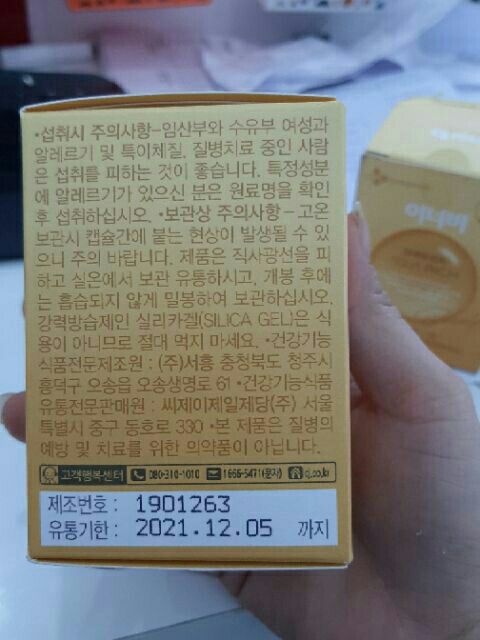 •섭취시 주의사항-임산부와 수유부 여성과
알레르기 및 특이체질, 질병치료 중인 사람
은 섭취를 피하는 것이 좋습니다. 특정성분
에 알레르기가 있으신 분은 원료명을 확인
후 섭취하십시오. •보관상 주의사항- 고온
보관시 캡슐간에 붙는 현상이 발생될 수 있
으니 주의 바랍니다. 제품은 직사광선을 피
하고 실온에서 보관 유통하시고, 개봉 후에
는 흡습되지 않게 밀봉하여 보관하십시오.
강력방습제인 실리카겔(SILICA GEL)은 식
용이 아니므로 절대 먹지 마세요. •건강기능
식품전문제조원 : (주)서흥 충청북도 청주시
흥덕구 오송읍 오송생명로 61 •건강기능식품
유통전문판매원 : 씨제이제일제당(주) 서울
특별시 중구 동호로 330 •본 제품은 질병의
예방 및 치료를 위한 의약품이 아닙니다.
고객행복센터 080-310-1010 1666-5471(문자) cj.co.kr
제조번호 : 1901263
유통기한 : 2021.12.05 까지
이너비